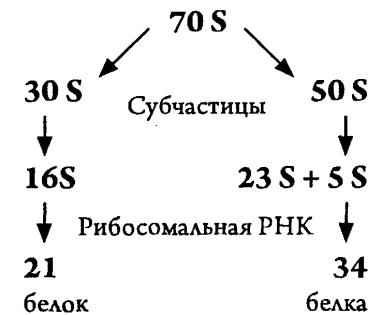 70 S
30 S 50 S
Субчастицы
16S 23 S + 5 S
Рибосомальная РНК
21 34
белок белка